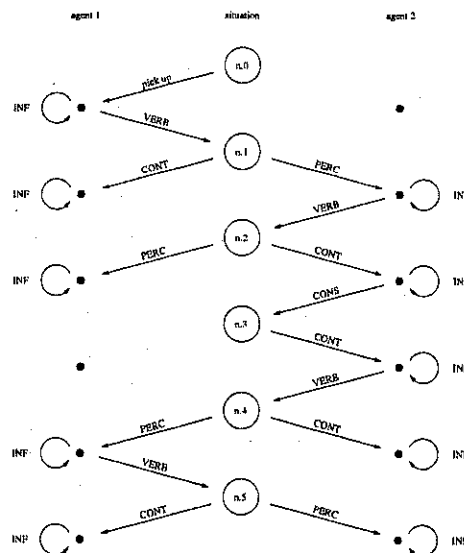 agent 1 situation agent 2
n.0
pick up
INF
VERB
n.1
CONT PERC
INF INF
VERB
n.2
PERC CONT
INF INF
CONS
n.3
CONT
INF
VERB
n.4
PERC CONT
INF INF
VERB
n.5
CONT PERC
INF INF